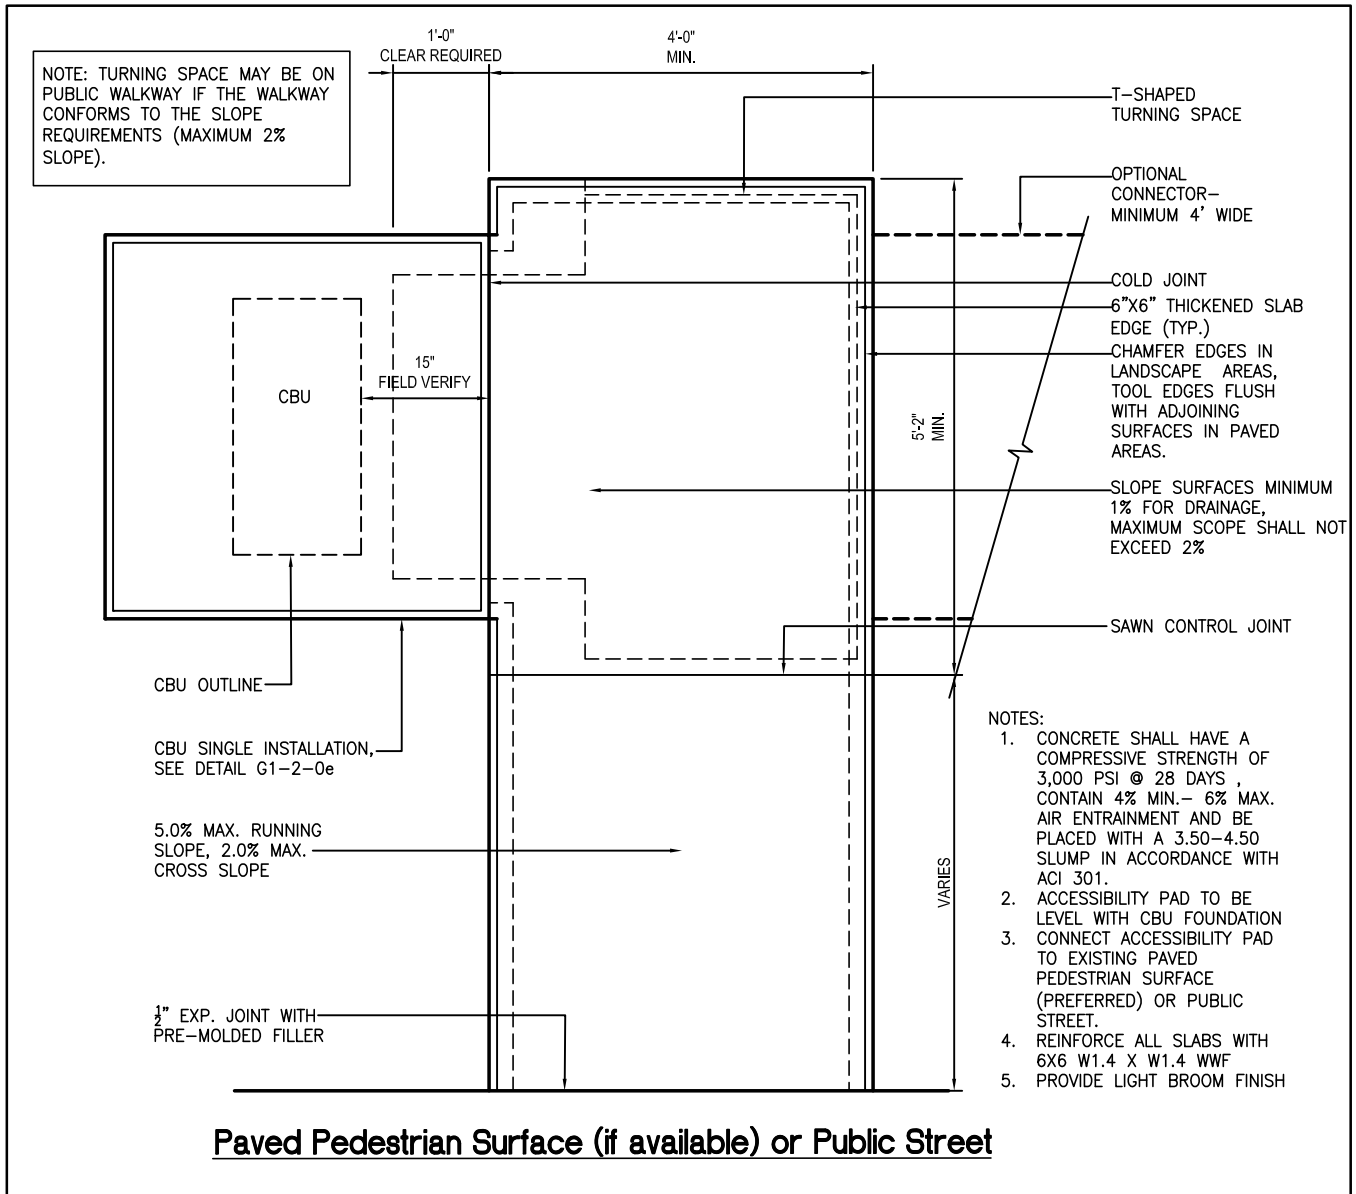 1'-0"
CLEAR REQUIRED
4'-0"
MIN.
NOTE: TURNING SPACE MAY BE ON
PUBLIC WALKWAY IF THE WALKWAY
CONFORMS TO THE SLOPE
REQUIREMENTS (MAXIMUM 2%
SLOPE).
T-SHAPED
TURNING SPACE
OPTIONAL
CONNECTOR-
MINIMUM 4' WIDE
COLD JOINT
6"X6" THICKENED SLAB
EDGE (TYP.)
CHAMFER EDGES IN
LANDSCAPE AREAS,
TOOL EDGES FLUSH
WITH ADJOINING
SURFACES IN PAVED
AREAS.
15"
FIELD VERIFY
CBU
5'-2"
MIN.
SLOPE SURFACES MINIMUM
1% FOR DRAINAGE,
MAXIMUM SCOPE SHALL NOT
EXCEED 2%
SAWN CONTROL JOINT
CBU OUTLINE
CBU SINGLE INSTALLATION,
SEE DETAIL G1-2-0e
5.0% MAX. RUNNING
SLOPE, 2.0% MAX.
CROSS SLOPE
VARIES
½" EXP. JOINT WITH
PRE-MOLDED FILLER
NOTES:
1. CONCRETE SHALL HAVE A
COMPRESSIVE STRENGTH OF
3,000 PSI @ 28 DAYS ,
CONTAIN 4% MIN.- 6% MAX.
AIR ENTRAINMENT AND BE
PLACED WITH A 3.50-4.50
SLUMP IN ACCORDANCE WITH
ACI 301.
2. ACCESSIBILITY PAD TO BE
LEVEL WITH CBU FOUNDATION
3. CONNECT ACCESSIBILITY PAD
TO EXISTING PAVED
PEDESTRIAN SURFACE
(PREFERRED) OR PUBLIC
STREET.
4. REINFORCE ALL SLABS WITH
6X6 W1.4 X W1.4 WWF
5. PROVIDE LIGHT BROOM FINISH
Paved Pedestrian Surface (if available) or Public Street